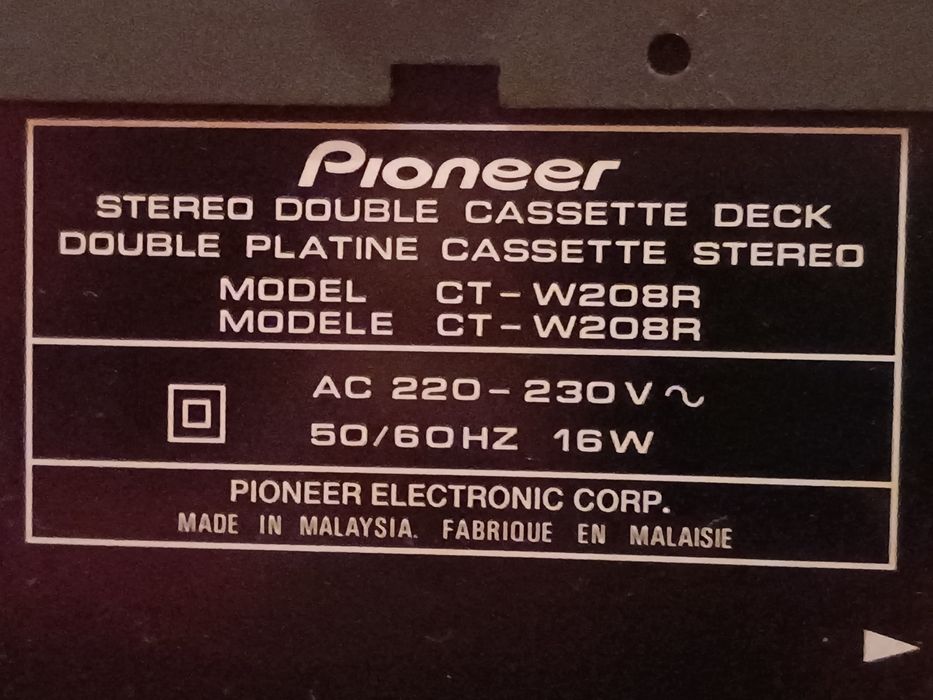 Pioneer
STEREO DOUBLE CASSETTE DECK
DOUBLE PLATINE CASSETTE STEREO
MODEL CT-W208R
MODELE CT-W208R
AC 220-230V ~
50/60HZ 16W
PIONEER ELECTRONIC CORP.
MADE IN MALAYSIA. FABRIQUE EN MALAISIE